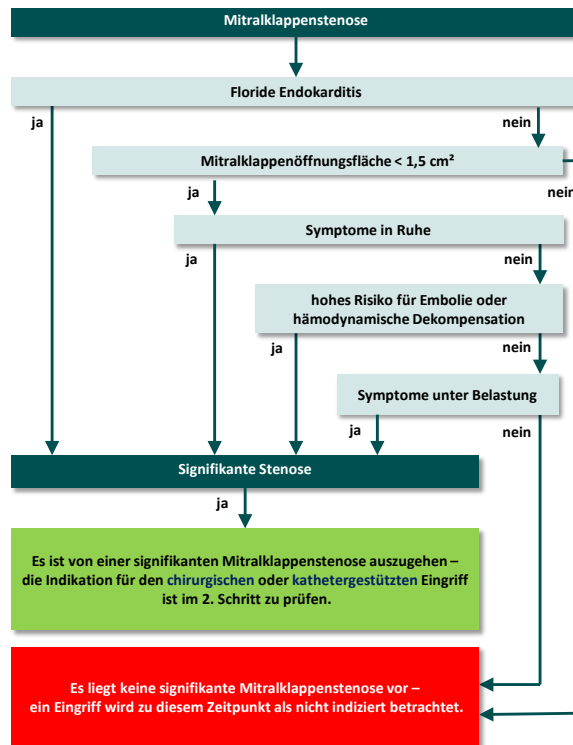 Mitralklappenstenose
Floride Endokarditis
ja
nein
Mitralklappenöffnungsfläche < 1,5 cm²
ja
nein
Symptome in Ruhe
ja
nein
hohes Risiko für Embolie oder
hämodynamische Dekompensation
ja
nein
Symptome unter Belastung
ja
nein
Signifikante Stenose
ja
Es ist von einer signifikanten Mitralklappenstenose auszugehen –
die Indikation für den chirurgischen oder kathetergestützten Eingriff
ist im 2. Schritt zu prüfen.
Es liegt keine signifikante Mitralklappenstenose vor –
ein Eingriff wird zu diesem Zeitpunkt als nicht indiziert betrachtet.